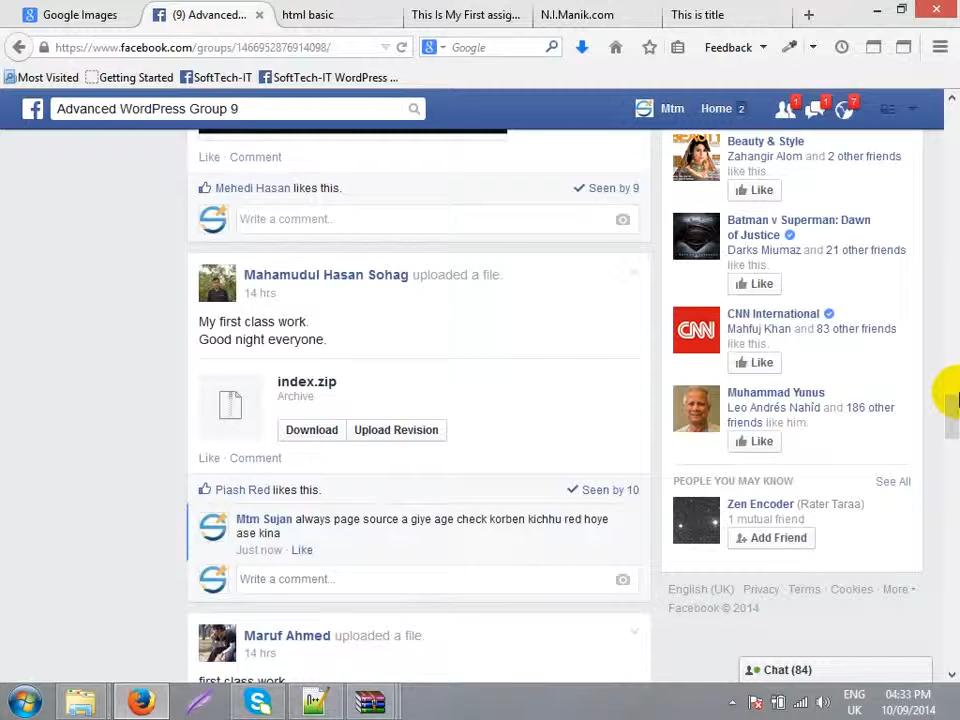 Google Images
(9) Advanced...
html basic
This Is My First assig...
N.I.Manik.com
This is title
https://www.facebook.com/groups/1466952876914098/
Google
Feedback
Most Visited
Getting Started
SoftTech-IT
SoftTech-IT WordPress ...
Advanced WordPress Group 9
Mtm
Home 2
1
1
7
Like · Comment
Mehedi Hasan likes this.
Seen by 9
Write a comment...
Mahamudul Hasan Sohag uploaded a file.
14 hrs
My first class work.
Good night everyone.
index.zip
Archive
Download
Upload Revision
Like · Comment
Piash Red likes this.
Seen by 10
Mtm Sujan always page source a giye age check korben kichhu red hoye
ase kina
Just now · Like
Write a comment...
Maruf Ahmed uploaded a file.
14 hrs
first class work
Beauty & Style
Zahangir Alom and 2 other friends
like this.
Like
Batman v Superman: Dawn
of Justice
Darks Miumaz and 21 other friends
like this.
Like
CNN
CNN International
Mahfuj Khan and 83 other friends
like this.
Like
Muhammad Yunus
Leo Andrés Nahîd and 186 other
friends like him.
Like
PEOPLE YOU MAY KNOW
See All
Zen Encoder (Rater Taraa)
1 mutual friend
Add Friend
English (UK) · Privacy · Terms · Cookies · More
Facebook © 2014
Chat (84)
ENG
UK
04:33 PM
10/09/2014